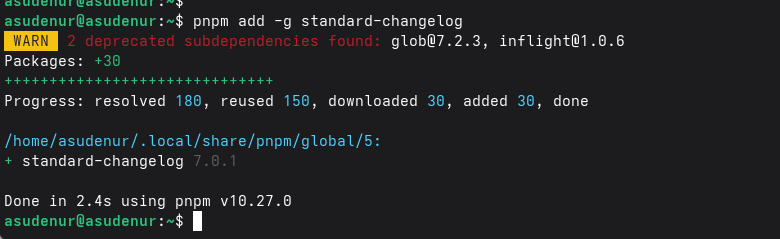 asudenur@asudenur:~$
asudenur@asudenur:~$ pnpm add -g standard-changelog
WARN 2 deprecated subdependencies found: glob@7.2.3, inflight@1.0.6
Packages: +30
++++++++++++++++++++++++++++++
Progress: resolved 180, reused 150, downloaded 30, added 30, done
/home/asudenur/.local/share/pnpm/global/5:
+ standard-changelog 7.0.1
Done in 2.4s using pnpm v10.27.0
asudenur@asudenur:~$